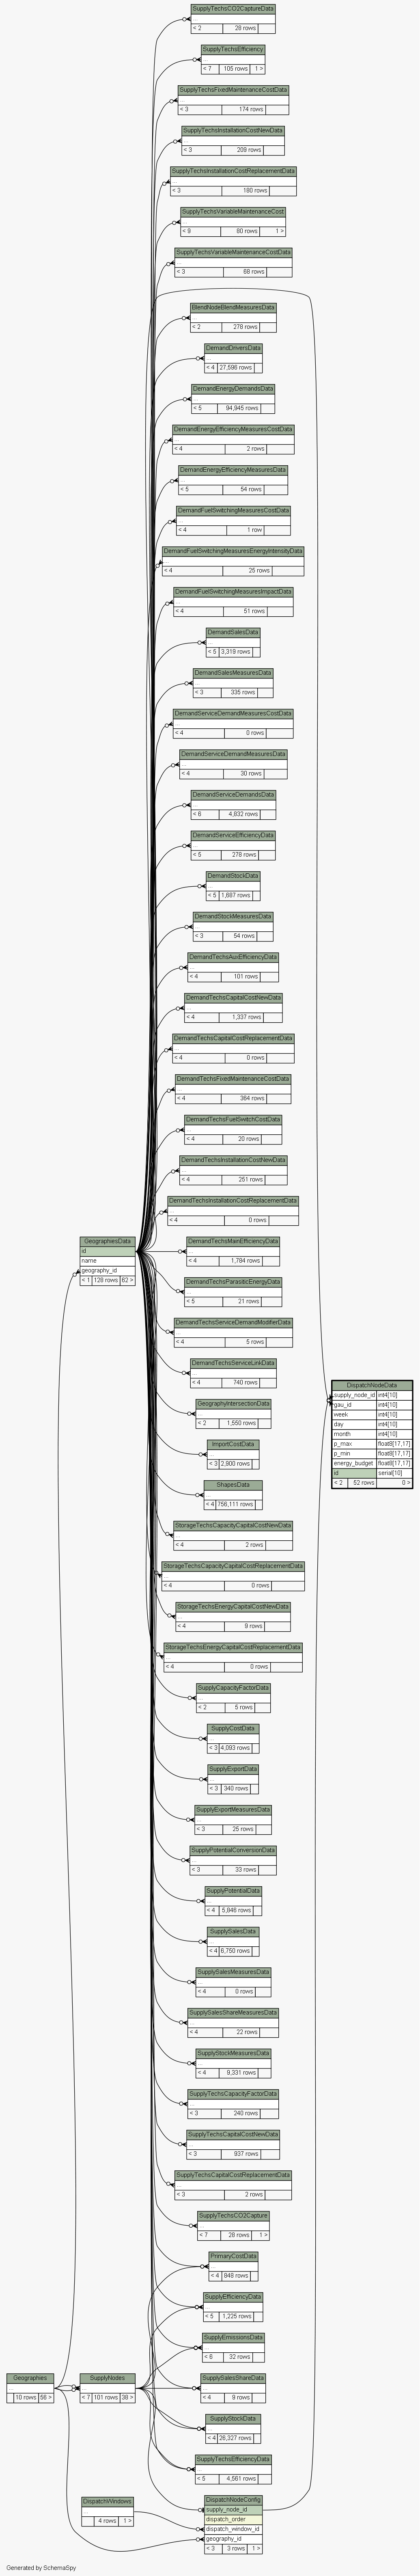 SupplyTechsCO2CaptureData
...
< 2 28 rows
SupplyTechsEfficiency
...
< 7 105 rows 1 >
SupplyTechsFixedMaintenanceCostData
...
< 3 174 rows
SupplyTechsInstallationCostNewData
...
< 3 209 rows
SupplyTechsInstallationCostReplacementData
...
< 3 180 rows
SupplyTechsVariableMaintenanceCost
...
< 9 80 rows 1 >
SupplyTechsVariableMaintenanceCostData
...
< 3 68 rows
BlendNodeBlendMeasuresData
...
< 2 278 rows
DemandDriversData
...
< 4 27,598 rows
DemandEnergyDemandsData
...
< 5 94,945 rows
DemandEnergyEfficiencyMeasuresCostData
...
< 4 2 rows
DemandEnergyEfficiencyMeasuresData
...
< 5 54 rows
DemandFuelSwitchingMeasuresCostData
...
< 4 1 row
DemandFuelSwitchingMeasuresEnergyIntensityData
...
< 4 25 rows
DemandFuelSwitchingMeasuresImpactData
...
< 4 51 rows
DemandSalesData
...
< 5 3,319 rows
DemandSalesMeasuresData
...
< 3 335 rows
DemandServiceDemandMeasuresCostData
...
< 4 0 rows
DemandServiceDemandMeasuresData
...
< 4 30 rows
DemandServiceDemandsData
...
< 6 4,832 rows
DemandServiceEfficiencyData
...
< 5 278 rows
DemandStockData
...
< 5 1,687 rows
DemandStockMeasuresData
...
< 3 54 rows
DemandTechsAuxEfficiencyData
...
< 4 101 rows
DemandTechsCapitalCostNewData
...
< 4 1,337 rows
DemandTechsCapitalCostReplacementData
...
< 4 0 rows
DemandTechsFixedMaintenanceCostData
...
< 4 364 rows
DemandTechsFuelSwitchCostData
...
< 4 20 rows
DemandTechsInstallationCostNewData
...
< 4 251 rows
DemandTechsInstallationCostReplacementData
...
< 4 0 rows
GeographiesData
id
name
geography_id
< 1 128 rows 62 >
DemandTechsMainEfficiencyData
...
< 4 1,794 rows
DemandTechsParasiticEnergyData
...
< 5 21 rows
DemandTechsServiceDemandModifierData
...
< 4 5 rows
DemandTechsServiceLinkData
...
< 4 740 rows
DispatchNodeData
supply_node_id int4[10]
gau_id int4[10]
week int4[10]
day int4[10]
month int4[10]
p_max float8[17,17]
p_min float8[17,17]
energy_budget float8[17,17]
id serial[10]
< 2 52 rows 0 >
GeographyIntersectionData
...
< 2 1,550 rows
ImportCostData
...
< 3 2,900 rows
ShapesData
...
< 4 756,111 rows
StorageTechsCapacityCapitalCostNewData
...
< 4 2 rows
StorageTechsCapacityCapitalCostReplacementData
...
< 4 0 rows
StorageTechsEnergyCapitalCostNewData
...
< 4 9 rows
StorageTechsEnergyCapitalCostReplacementData
...
< 4 0 rows
SupplyCapacityFactorData
...
< 2 5 rows
SupplyCostData
...
< 3 4,093 rows
SupplyExportData
...
< 3 340 rows
SupplyExportMeasuresData
...
< 3 25 rows
SupplyPotentialConversionData
...
< 3 33 rows
SupplyPotentialData
...
< 4 5,846 rows
SupplySalesData
...
< 4 6,750 rows
SupplySalesMeasuresData
...
< 4 0 rows
SupplySalesShareMeasuresData
...
< 4 22 rows
SupplyStockMeasuresData
...
< 4 9,331 rows
SupplyTechsCapacityFactorData
...
< 3 240 rows
SupplyTechsCapitalCostNewData
...
< 3 937 rows
SupplyTechsCapitalCostReplacementData
...
< 3 2 rows
SupplyTechsCO2Capture
...
< 7 28 rows 1 >
PrimaryCostData
...
< 4 848 rows
SupplyEfficiencyData
...
< 5 1,225 rows
SupplyEmissionsData
...
< 6 32 rows
Geographies
...
10 rows 56 >
SupplyNodes
...
< 7 101 rows 38 >
SupplySalesShareData
...
< 4 9 rows
SupplyStockData
...
< 4 26,327 rows
SupplyTechsEfficiencyData
...
< 5 4,561 rows
DispatchWindows
...
4 rows 1 >
DispatchNodeConfig
supply_node_id
dispatch_order
dispatch_window_id
geography_id
< 3 3 rows 1 >
Generated by SchemaSpy